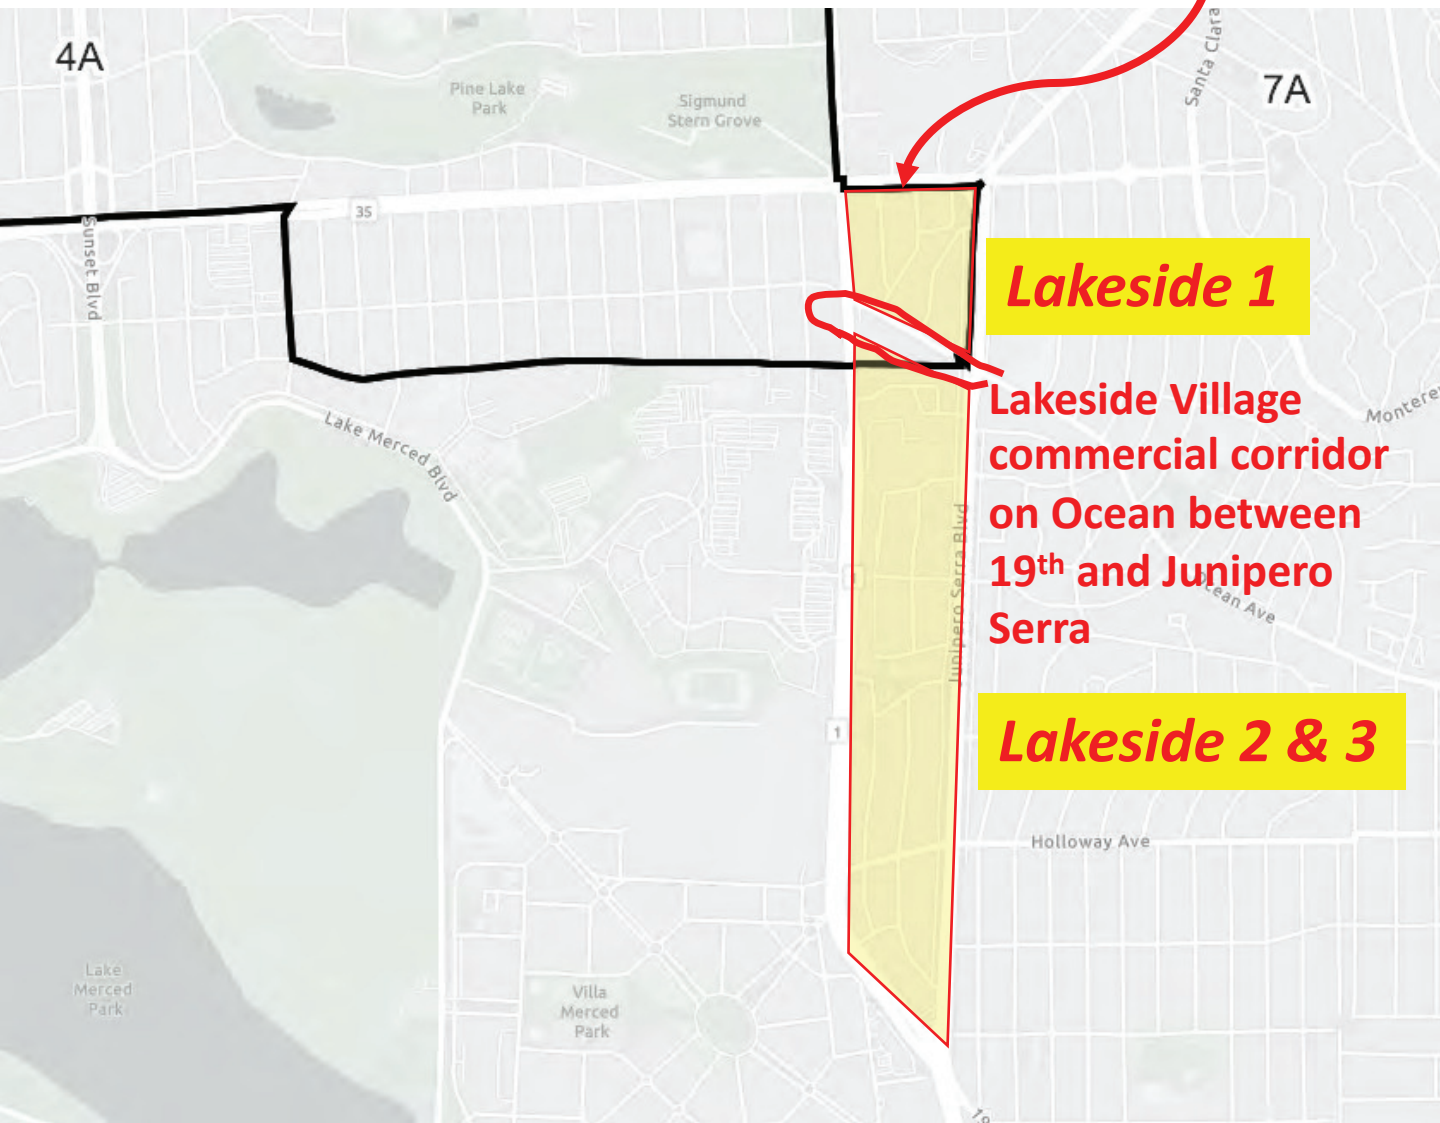 4A
7A
Santa Clara
Pine Lake
Park
Sigmund
Stern Grove
35
Sunset Blvd
Lakeside 1
Lakeside Village
commercial corridor
on Ocean between
19th and Junipero
Serra
Monterey
Lake Merced Blvd
Junipero Serra Blvd
Ocean Ave
1
Lakeside 2 & 3
Holloway Ave
Lake
Merced
Park
Villa
Merced
Park
19